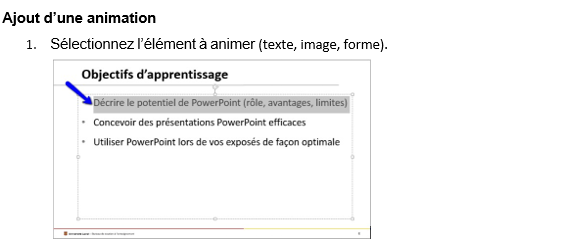 Ajout d'une animation
1. Sélectionnez l'élément à animer (texte, image, forme).
Objectifs d'apprentissage
Décrire le potentiel de PowerPoint (rôle, avantages, limites)
• Concevoir des présentations PowerPoint efficaces
• Utiliser PowerPoint lors de vos exposés de façon optimale